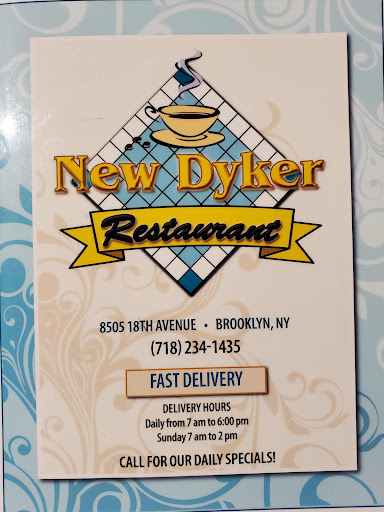 New Dyker
Restaurant
8505 18TH AVENUE • BROOKLYN, NY
(718) 234-1435
FAST DELIVERY
DELIVERY HOURS
Daily from 7 am to 6:00 pm
Sunday 7 am to 2 pm
CALL FOR OUR DAILY SPECIALS!